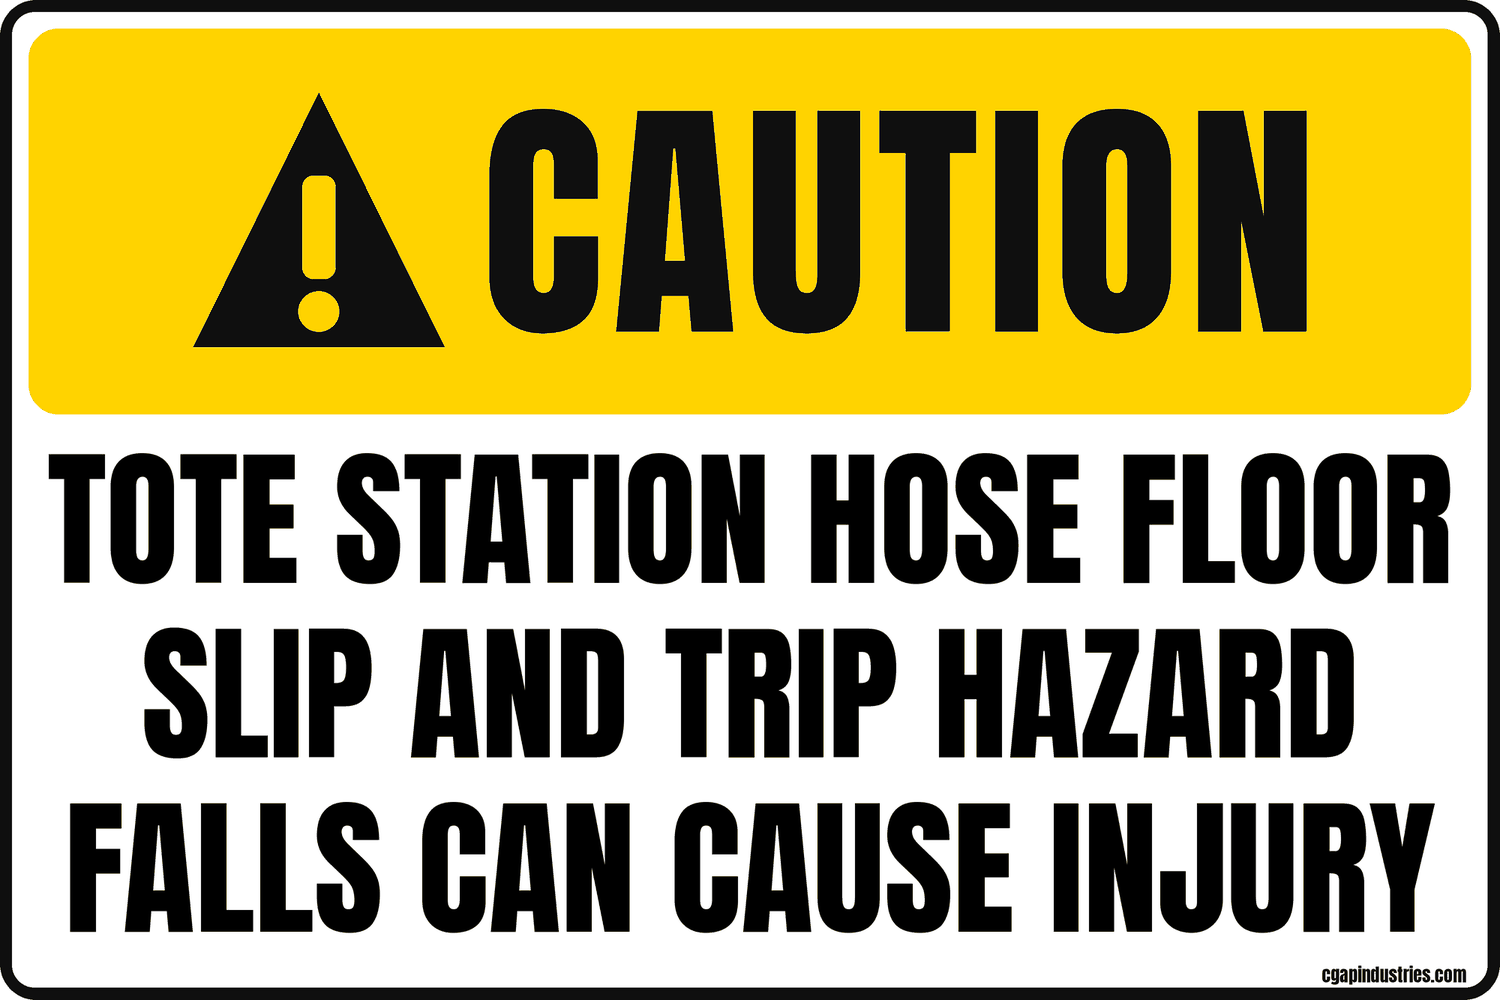 CAUTION
TOTE STATION HOSE FLOOR
SLIP AND TRIP HAZARD
FALLS CAN CAUSE INJURY
cgapindustries.com